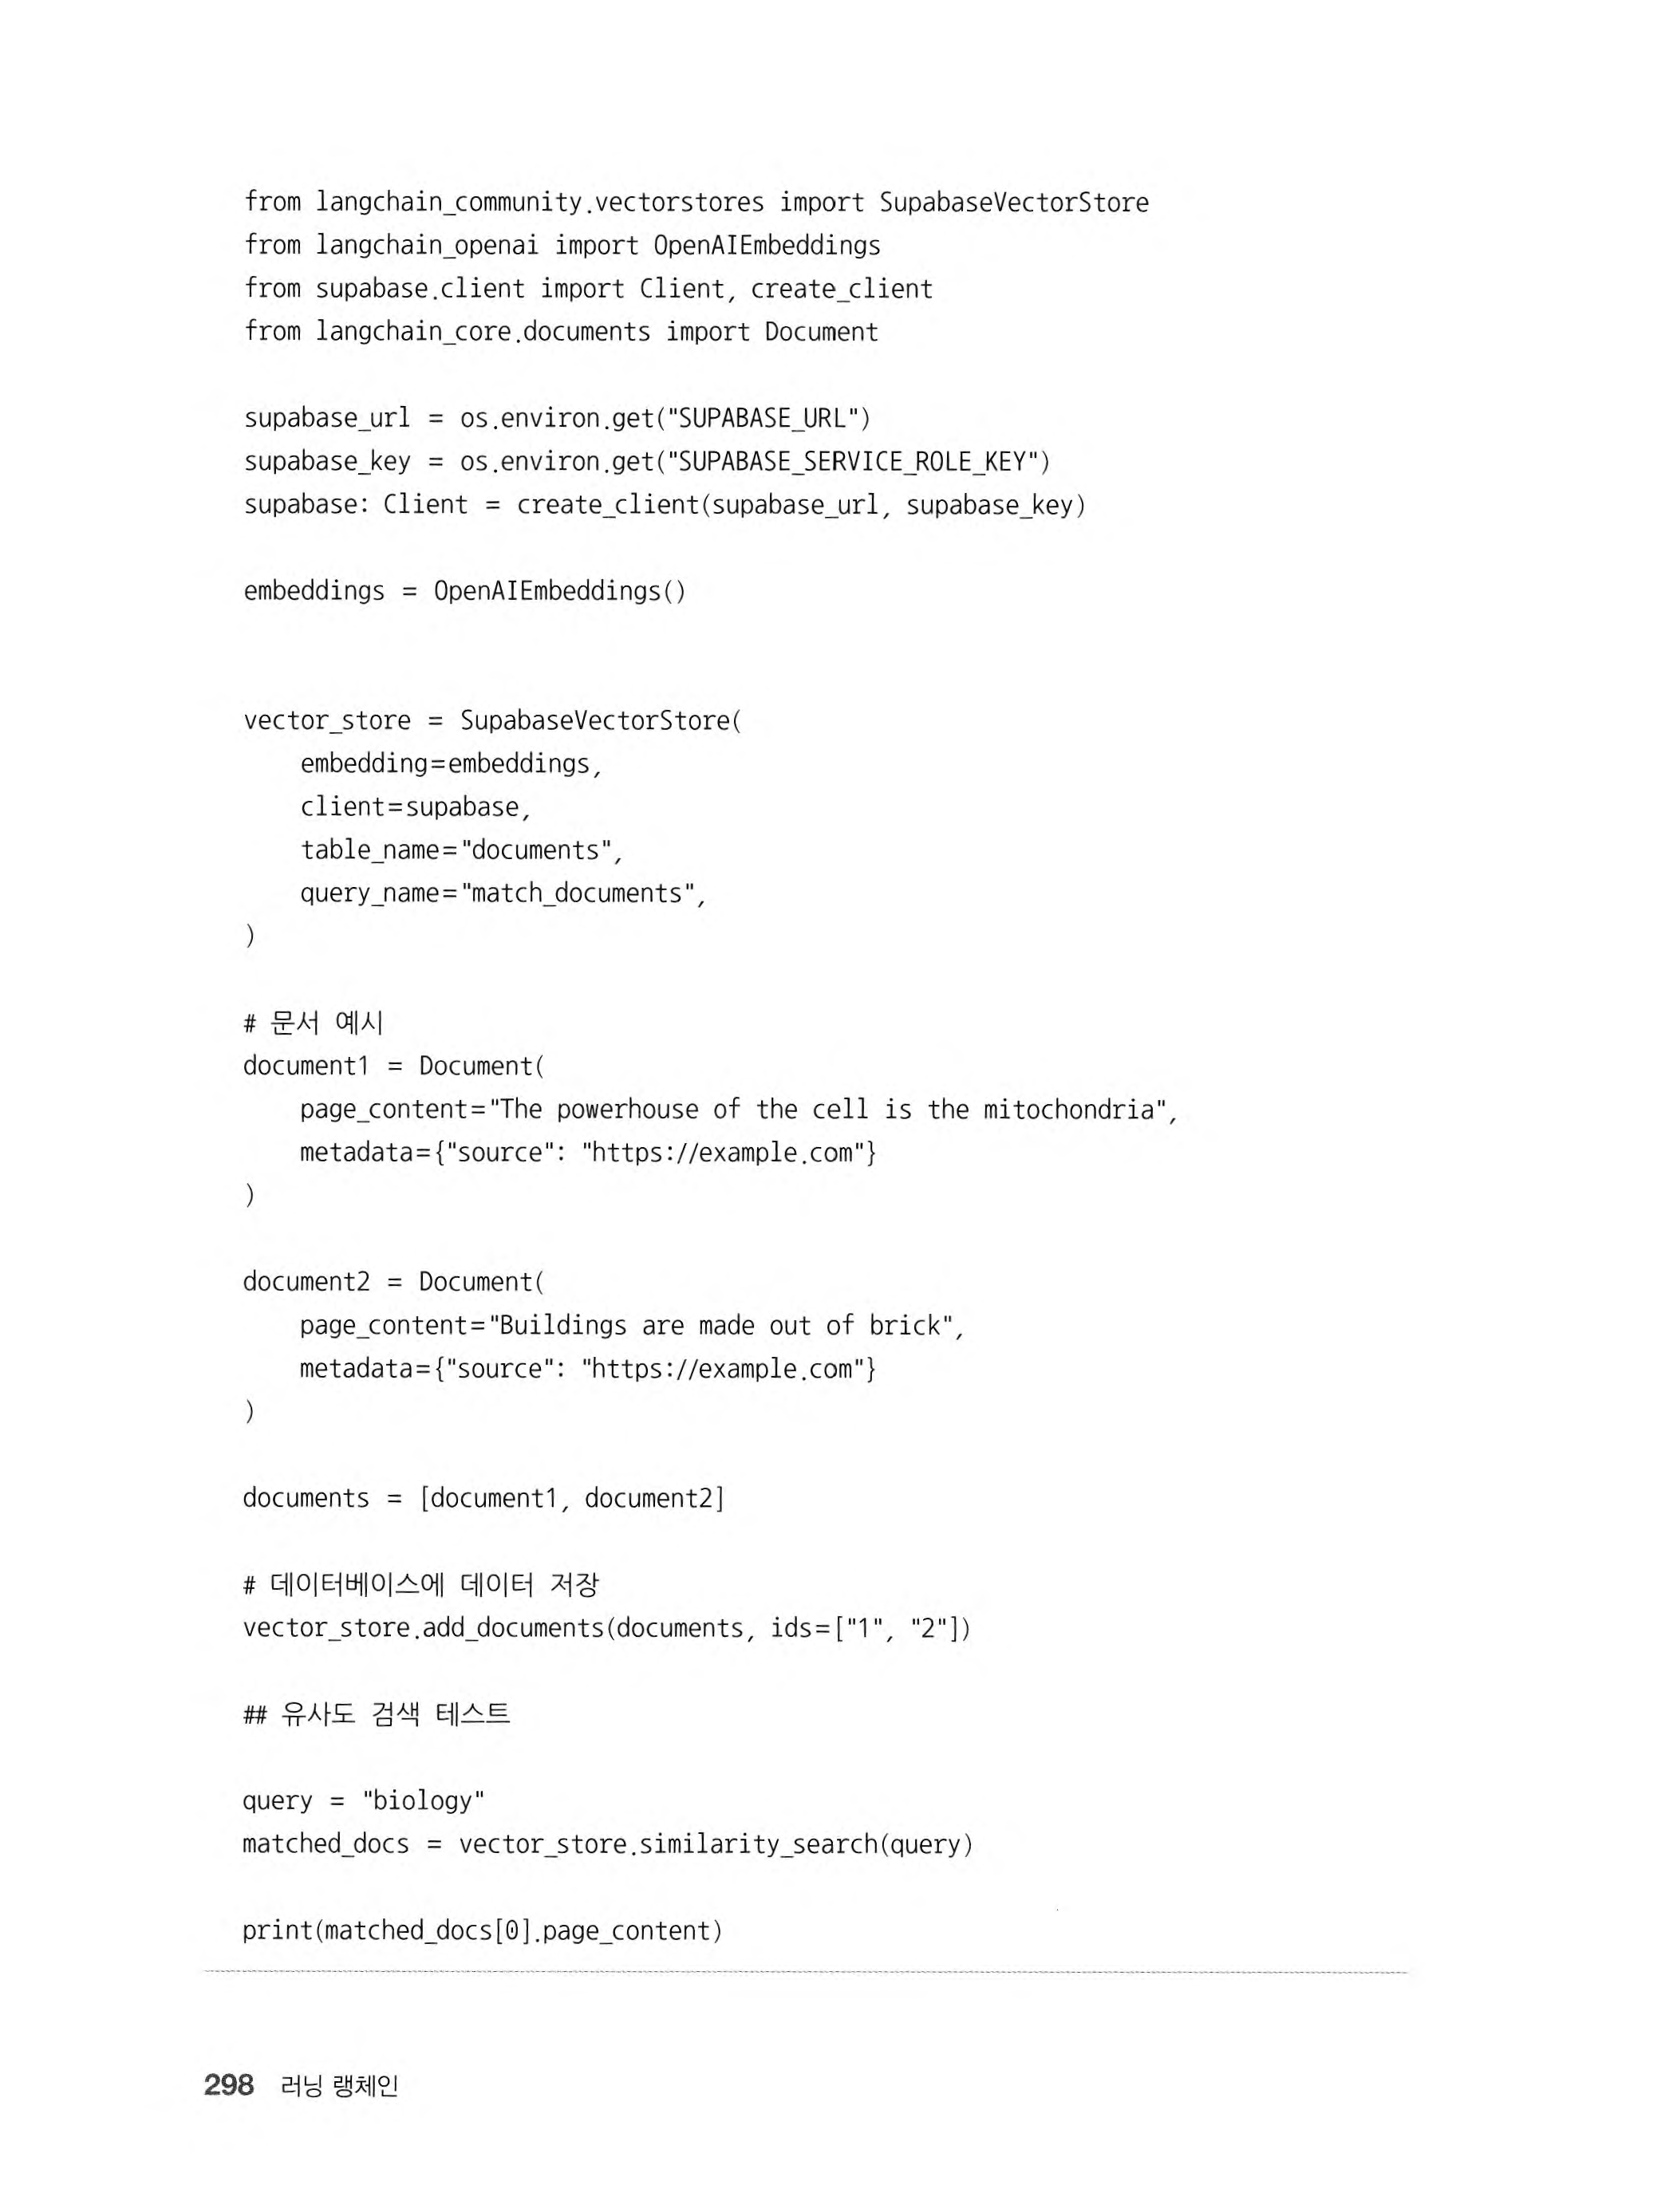 from langchain_community.vectorstores import SupabaseVectorStore
from langchain_openai import OpenAIEmbeddings
from supabase.client import Client, create_client
from langchain_core.documents import Document

supabase_url = os.environ.get("SUPABASE_URL")
supabase_key = os.environ.get("SUPABASE_SERVICE_ROLE_KEY")
supabase: Client = create_client(supabase_url, supabase_key)

embeddings = OpenAIEmbeddings()

vector_store = SupabaseVectorStore(
    embedding=embeddings,
    client=supabase,
    table_name="documents",
    query_name="match_documents",
)

# 문서 예시
document1 = Document(
    page_content="The powerhouse of the cell is the mitochondria",
    metadata={"source": "https://example.com"}
)

document2 = Document(
    page_content="Buildings are made out of brick",
    metadata={"source": "https://example.com"}
)

documents = [document1, document2]

# 데이터베이스에 데이터 저장
vector_store.add_documents(documents, ids=["1", "2"])

## 유사도 검색 테스트

query = "biology"
matched_docs = vector_store.similarity_search(query)

print(matched_docs[0].page_content)

298 러닝 랭체인